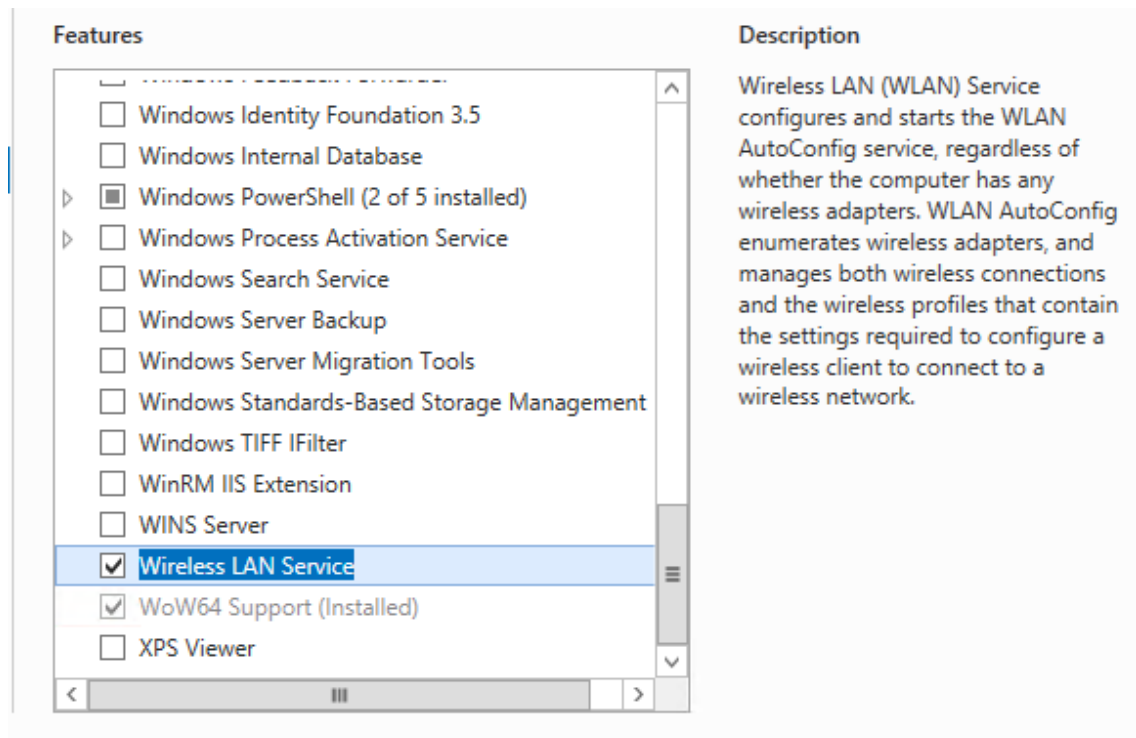 Features
Windows Identity Foundation 3.5
Windows Internal Database
Windows PowerShell (2 of 5 installed)
Windows Process Activation Service
Windows Search Service
Windows Server Backup
Windows Server Migration Tools
Windows Standards-Based Storage Management
Windows TIFF IFilter
WinRM IIS Extension
WINS Server
Wireless LAN Service
WoW64 Support (Installed)
XPS Viewer
Description
Wireless LAN (WLAN) Service
configures and starts the WLAN
AutoConfig service, regardless of
whether the computer has any
wireless adapters. WLAN AutoConfig
enumerates wireless adapters, and
manages both wireless connections
and the wireless profiles that contain
the settings required to configure a
wireless client to connect to a
wireless network.